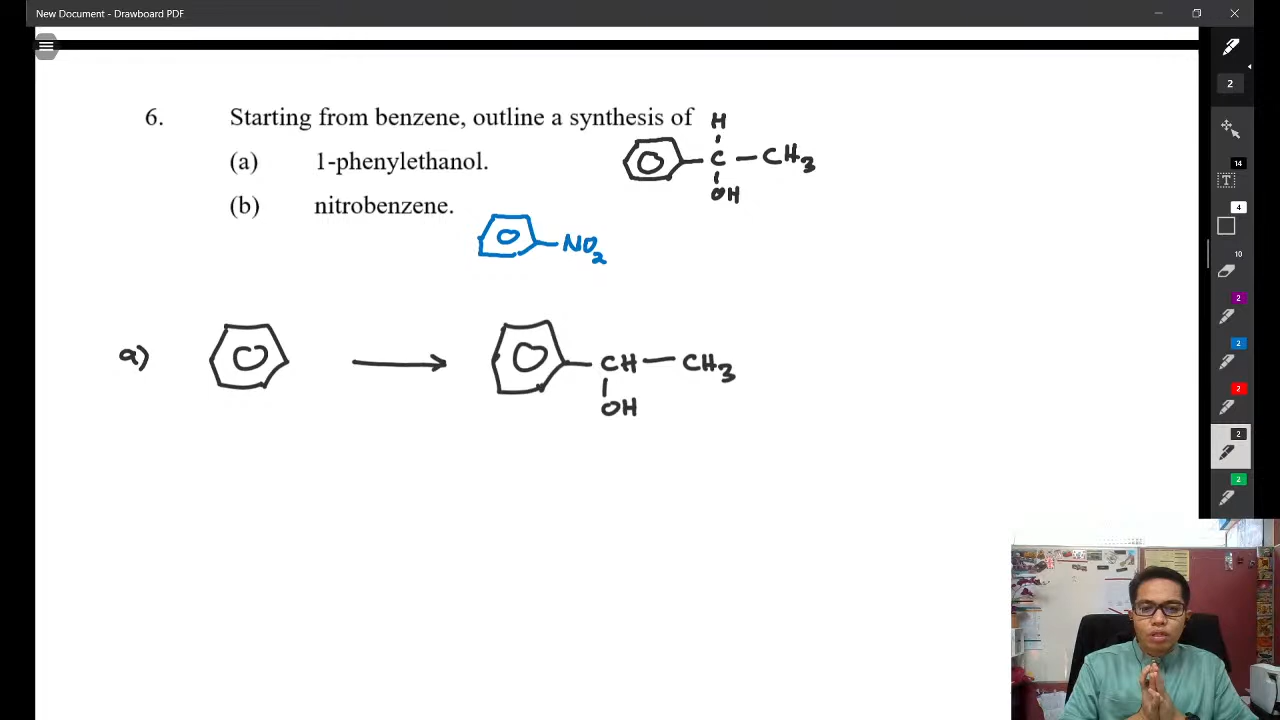 New Document - Drawboard PDF
2
6. Starting from benzene, outline a synthesis of
(a) 1-phenylethanol.
(b) nitrobenzene.
H
C — CH3
OH
NO2
a) → CH — CH3
OH
14
T
4
10
2
2
2
2
2